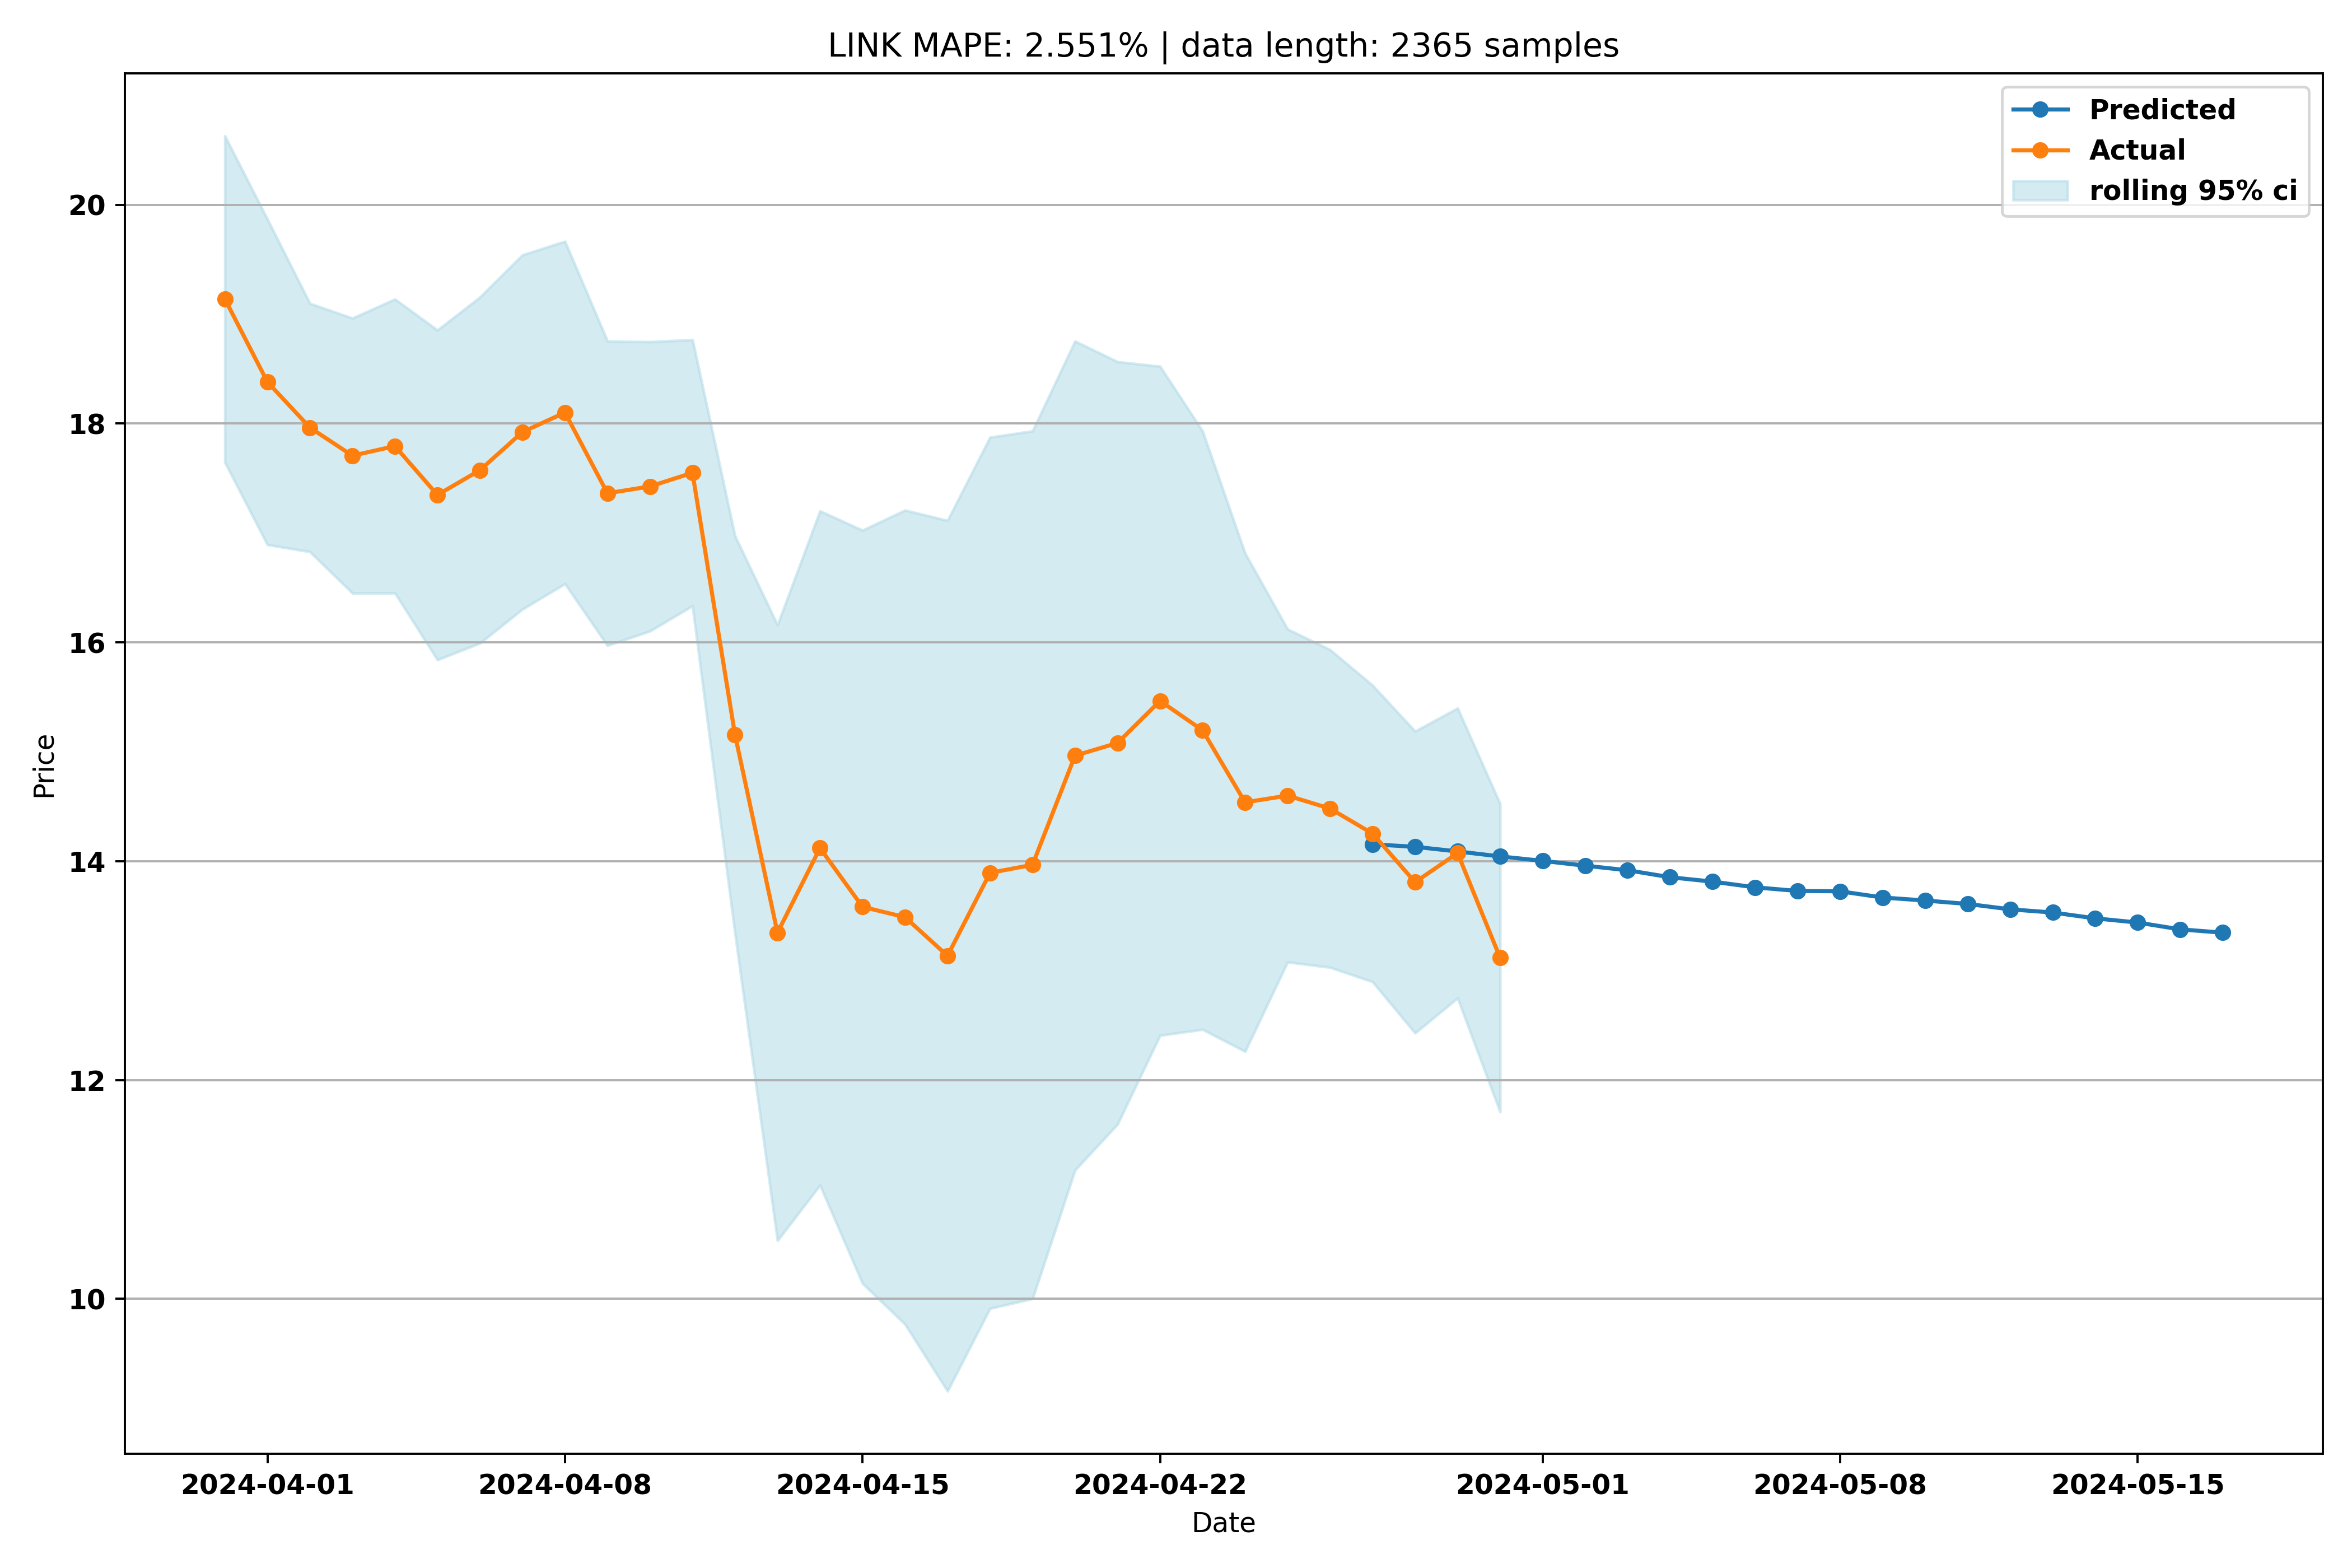 LINK MAPE: 2.551% | data length: 2365 samples
Predicted
Actual
rolling 95% ci
20
18
16
14
12
10
Price
2024-04-01
2024-04-08
2024-04-15
2024-04-22
2024-05-01
2024-05-08
2024-05-15
Date